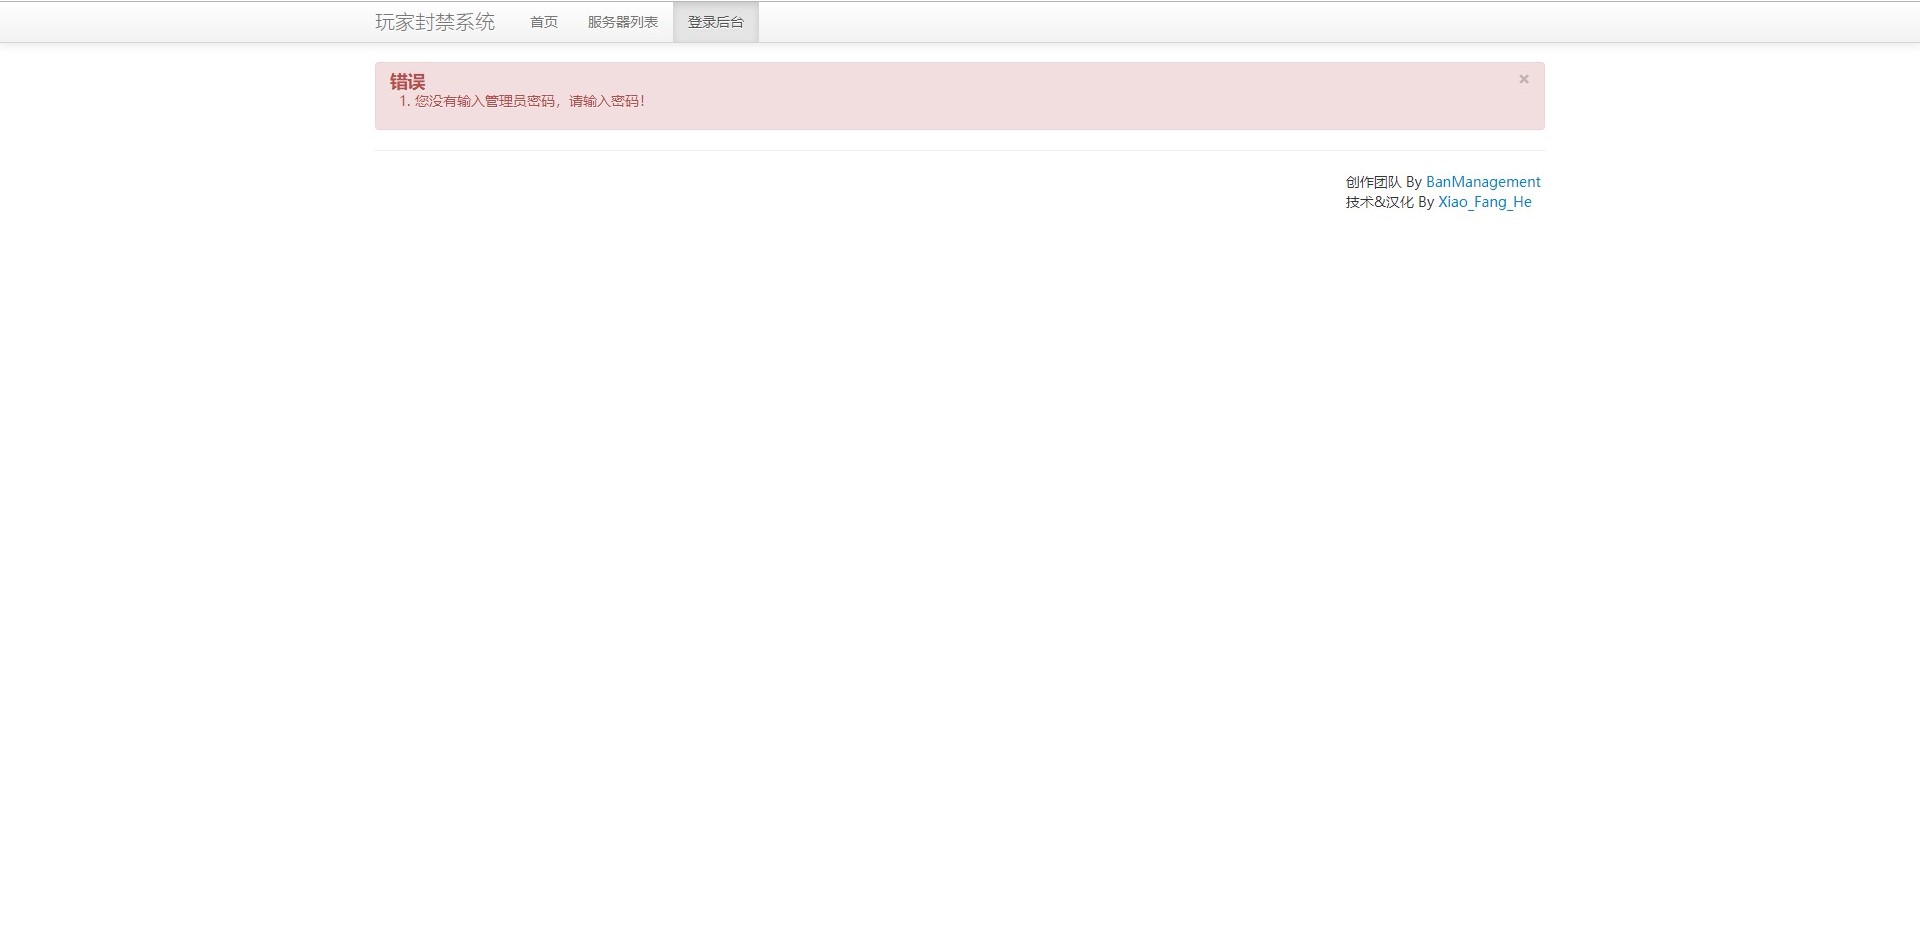 玩家封禁系统 首页 服务器列表 登录后台
错误
×
1. 您没有输入管理员密码，请输入密码！
创作团队 By BanManagement
技术&汉化 By Xiao_Fang_He